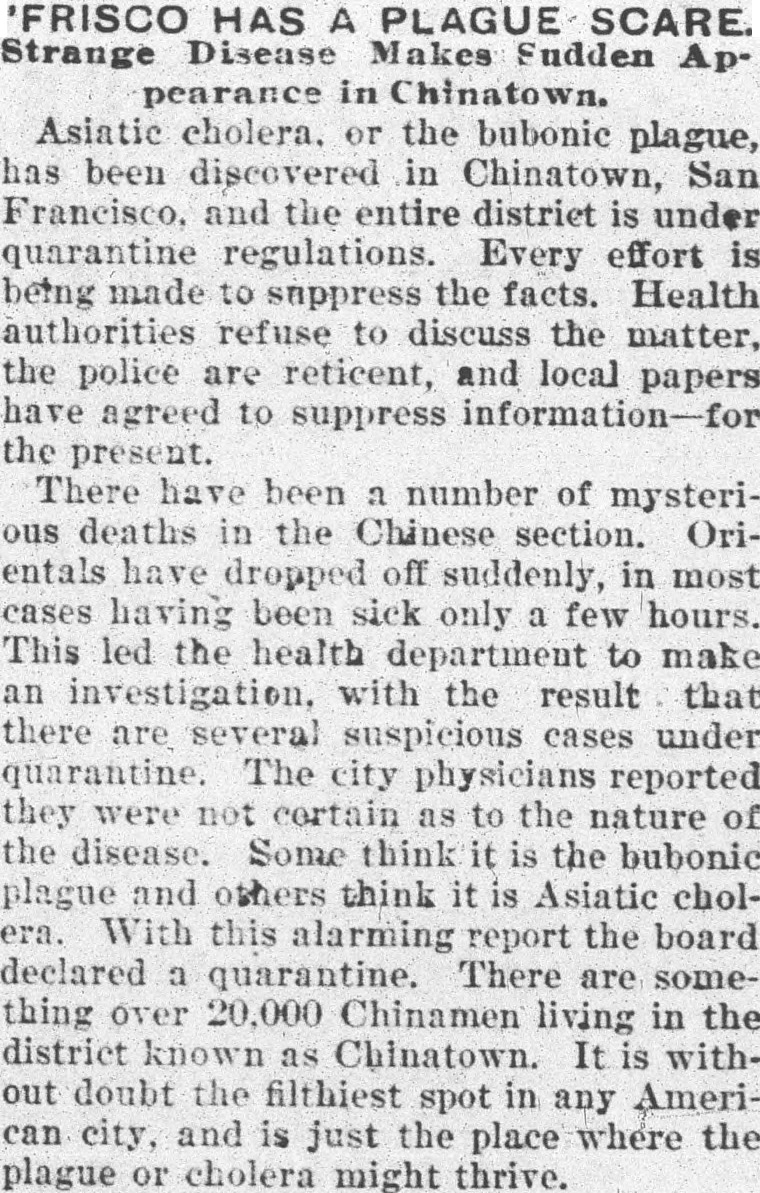 'FRISCO HAS A PLAGUE SCARE.
Strange Disease Makes Sudden Ap-
pearance in Chinatown.
Asiatic cholera, or the bubonic plague,
has been discovered in Chinatown, San
Francisco, and the entire district is under
quarantine regulations. Every effort is
being made to suppress the facts. Health
authorities refuse to discuss the matter,
the police are reticent, and local papers
have agreed to suppress information—for
the present.
There have been a number of mysteri-
ous deaths in the Chinese section. Ori-
entals have dropped off suddenly, in most
cases having been sick only a few hours.
This led the health department to make
an investigation, with the result that
there are several suspicious cases under
quarantine. The city physicians reported
they were not certain as to the nature of
the disease. Some think it is the bubonic
plague and others think it is Asiatic chol-
era. With this alarming report the board
declared a quarantine. There are some-
thing over 20,000 Chinamen living in the
district known as Chinatown. It is with-
out doubt the filthiest spot in any Ameri-
can city, and is just the place where the
plague or cholera might thrive.